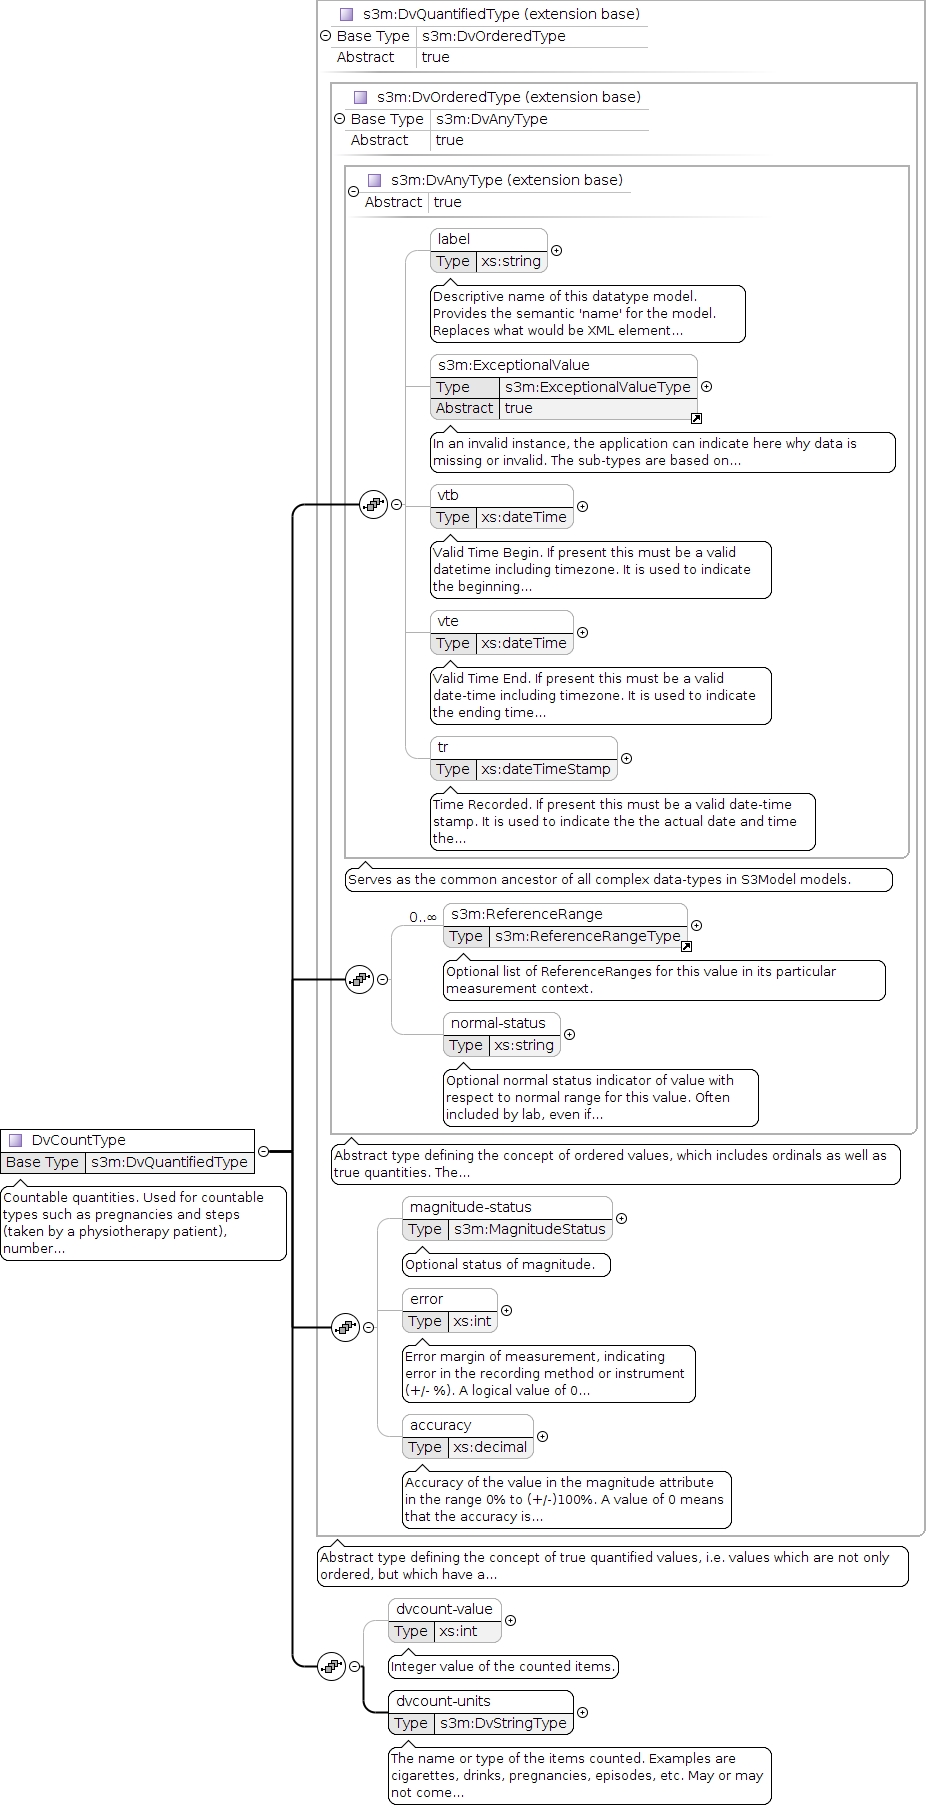 s3m:DvQuantifiedType (extension base)
Base Type s3m:DvOrderedType
Abstract true
s3m:DvOrderedType (extension base)
Base Type s3m:DvAnyType
Abstract true
s3m:DvAnyType (extension base)
Abstract true
label
Type xs:string
Descriptive name of this datatype model.
Provides the semantic 'name' for the model.
Replaces what would be XML element...
s3m:ExceptionalValue
Type s3m:ExceptionalValueType
Abstract true
In an invalid instance, the application can indicate here why data is
missing or invalid. The sub-types are based on...
vtb
Type xs:dateTime
Valid Time Begin. If present this must be a valid
datetime including timezone. It is used to indicate
the beginning...
vte
Type xs:dateTime
Valid Time End. If present this must be a valid
date-time including timezone. It is used to indicate
the ending time...
tr
Type xs:dateTimeStamp
Time Recorded. If present this must be a valid date-time
stamp. It is used to indicate the the actual date and time
the...
Serves as the common ancestor of all complex data-types in S3Model models.
0..∞
s3m:ReferenceRange
Type s3m:ReferenceRangeType
Optional list of ReferenceRanges for this value in its particular
measurement context.
normal-status
Type xs:string
Optional normal status indicator of value with
respect to normal range for this value. Often
included by lab, even if...
DvCountType
Base Type s3m:DvQuantifiedType
Countable quantities. Used for countable
types such as pregnancies and steps
(taken by a physiotherapy patient),
number...
Abstract type defining the concept of ordered values, which includes ordinals as well as
true quantities. The...
magnitude-status
Type s3m:MagnitudeStatus
Optional status of magnitude.
error
Type xs:int
Error margin of measurement, indicating
error in the recording method or instrument
(+/- %). A logical value of 0...
accuracy
Type xs:decimal
Accuracy of the value in the magnitude attribute
in the range 0% to (+/-)100%. A value of 0 means
that the accuracy is...
Abstract type defining the concept of true quantified values, i.e. values which are not only
ordered, but which have a...
dvcount-value
Type xs:int
Integer value of the counted items.
dvcount-units
Type s3m:DvStringType
The name or type of the items counted. Examples are
cigarettes, drinks, pregnancies, episodes, etc. May or may
not come...